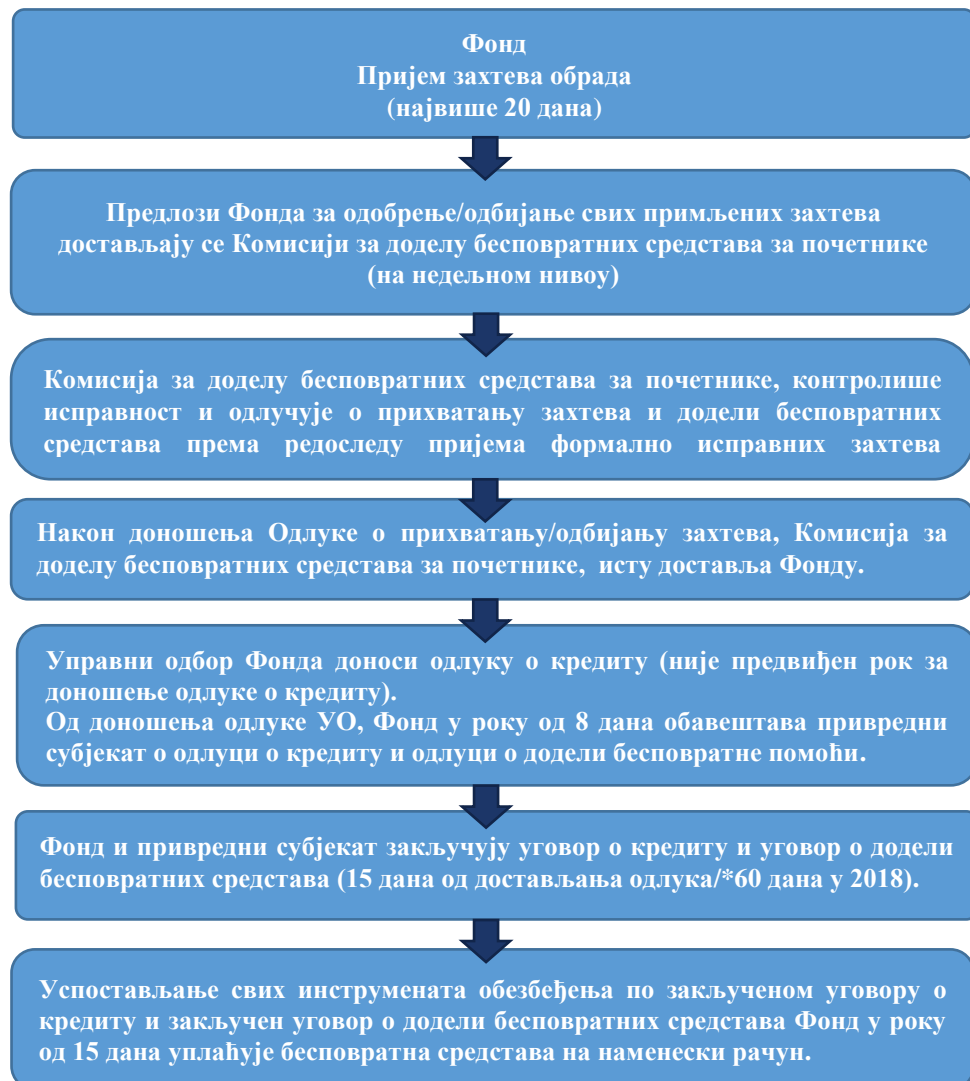 Фонд
Пријем захтева обрада
(највише 20 дана)
Предлози Фонда за одобрење/одбијање свих примљених захтева
достављају се Комисији за доделу бесповратних средстава за почетнике
(на недељном нивоу)
Комисија за доделу бесповратних средстава за почетнике, контролише
исправност и одлучује о прихватању захтева и додели бесповратних
средстава према редоследу пријема формално исправних захтева
Након доношења Одлуке о прихватању/одбијању захтева, Комисија за
доделу бесповратних средстава за почетнике, исту доставља Фонду.
Управни одбор Фонда доноси одлуку о кредиту (није предвиђен рок за
доношење одлуке о кредиту).
Од доношења одлуке УО, Фонд у року од 8 дана обавештава привредни
субјекат о одлуци о кредиту и одлуци о додели бесповратне помоћи.
Фонд и привредни субјекат закључују уговор о кредиту и уговор о додели
бесповратних средстава (15 дана од достављања одлука/*60 дана у 2018).
Успостављање свих инструмената обезбеђења по закљученом уговору о
кредиту и закључен уговор о додели бесповратних средстава Фонд у року
од 15 дана уплаћује бесповратна средстава на наменески рачун.